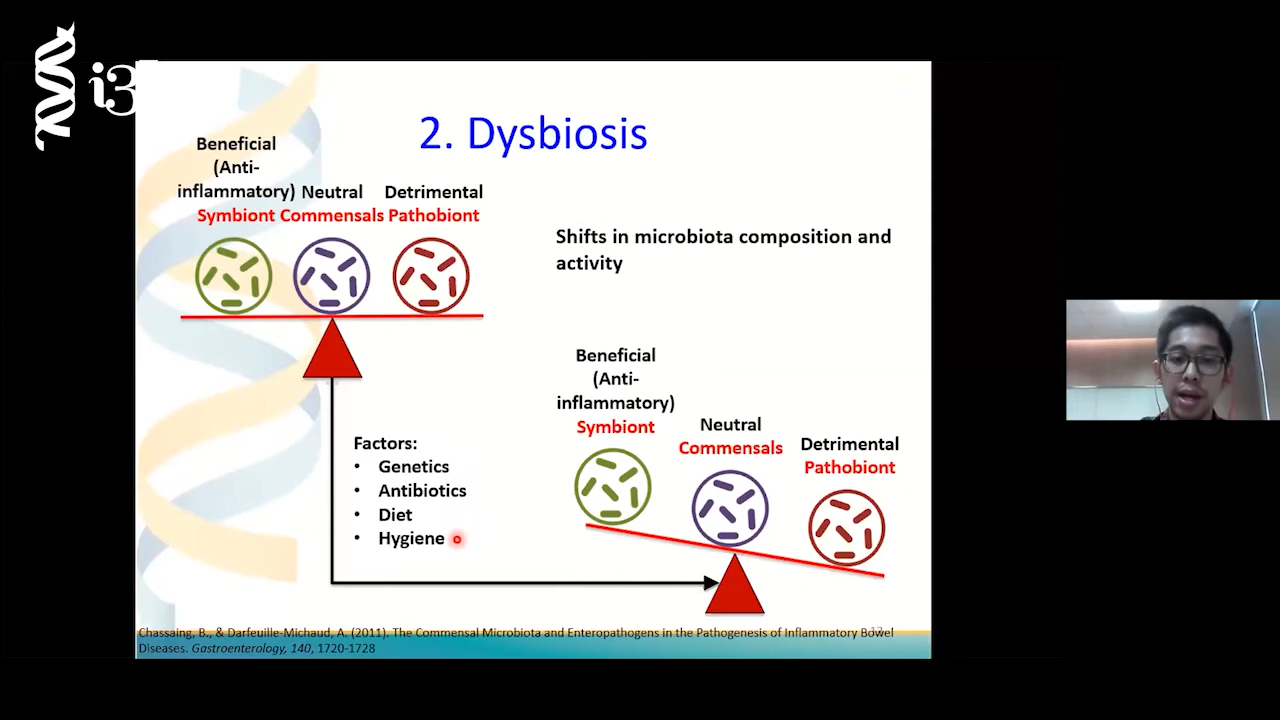 i3
2. Dysbiosis
Beneficial
(Anti-
inflammatory) Neutral Detrimental
Symbiont Commensals Pathobiont
Shifts in microbiota composition and
activity
Beneficial
(Anti-
inflammatory)
Symbiont
Neutral
Commensals
Detrimental
Pathobiont
Factors:
• Genetics
• Antibiotics
• Diet
• Hygiene
Chassaing, B., & Darfeuille-Michaud, A. (2011). The Commensal Microbiota and Enteropathogens in the Pathogenesis of Inflammatory Bowel
Diseases. Gastroenterology, 140, 1720-1728